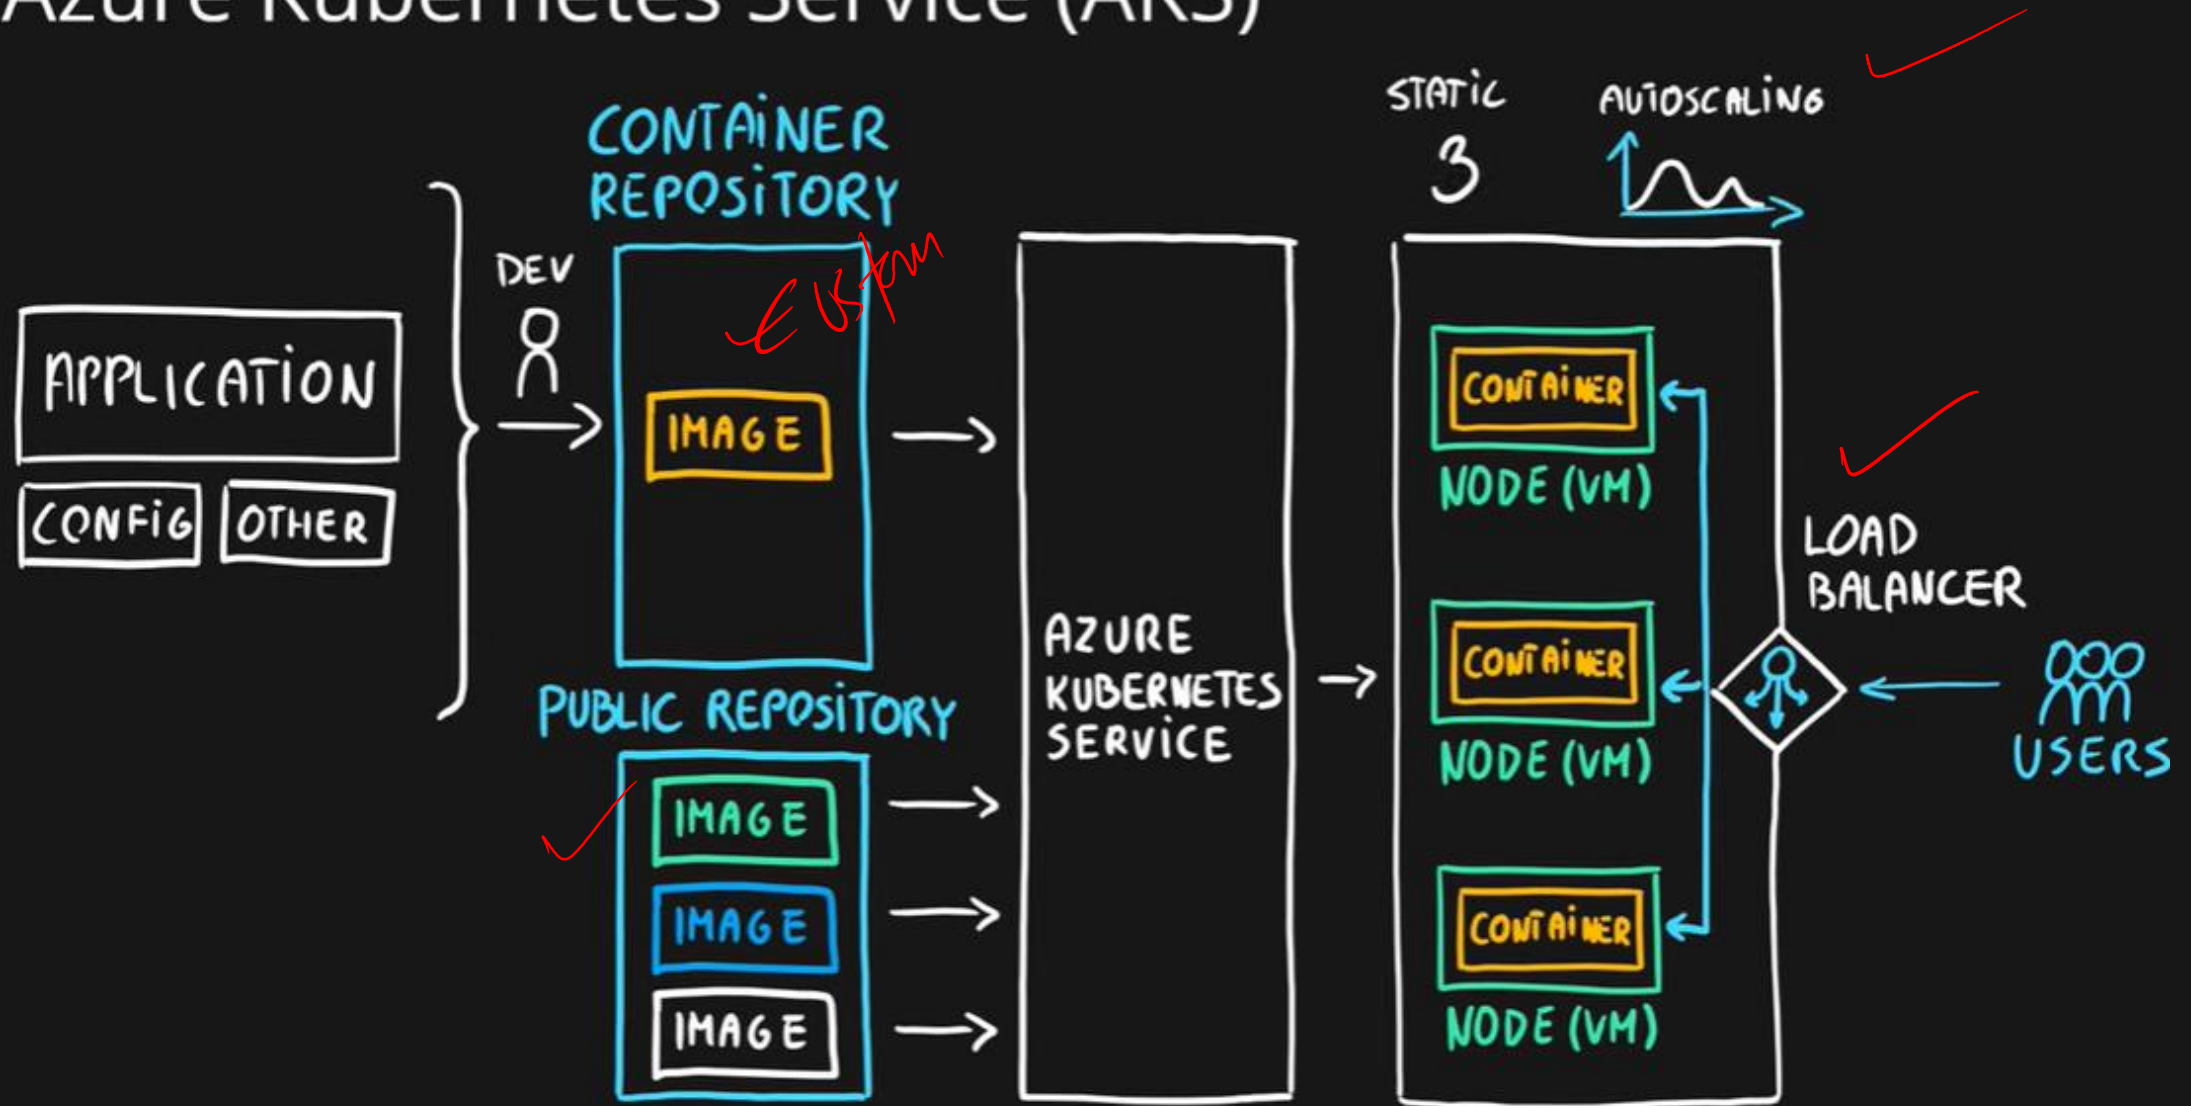 Azure Kubernetes Service (AKS)
STATIC
3
AUTOSCALING
CONTAINER
REPOSITORY
DEV
Custom
APPLICATION
CONFIG
OTHER
IMAGE
PUBLIC REPOSITORY
IMAGE
IMAGE
IMAGE
AZURE
KUBERNETES
SERVICE
CONTAINER
NODE (VM)
CONTAINER
NODE (VM)
CONTAINER
NODE (VM)
LOAD
BALANCER
USERS